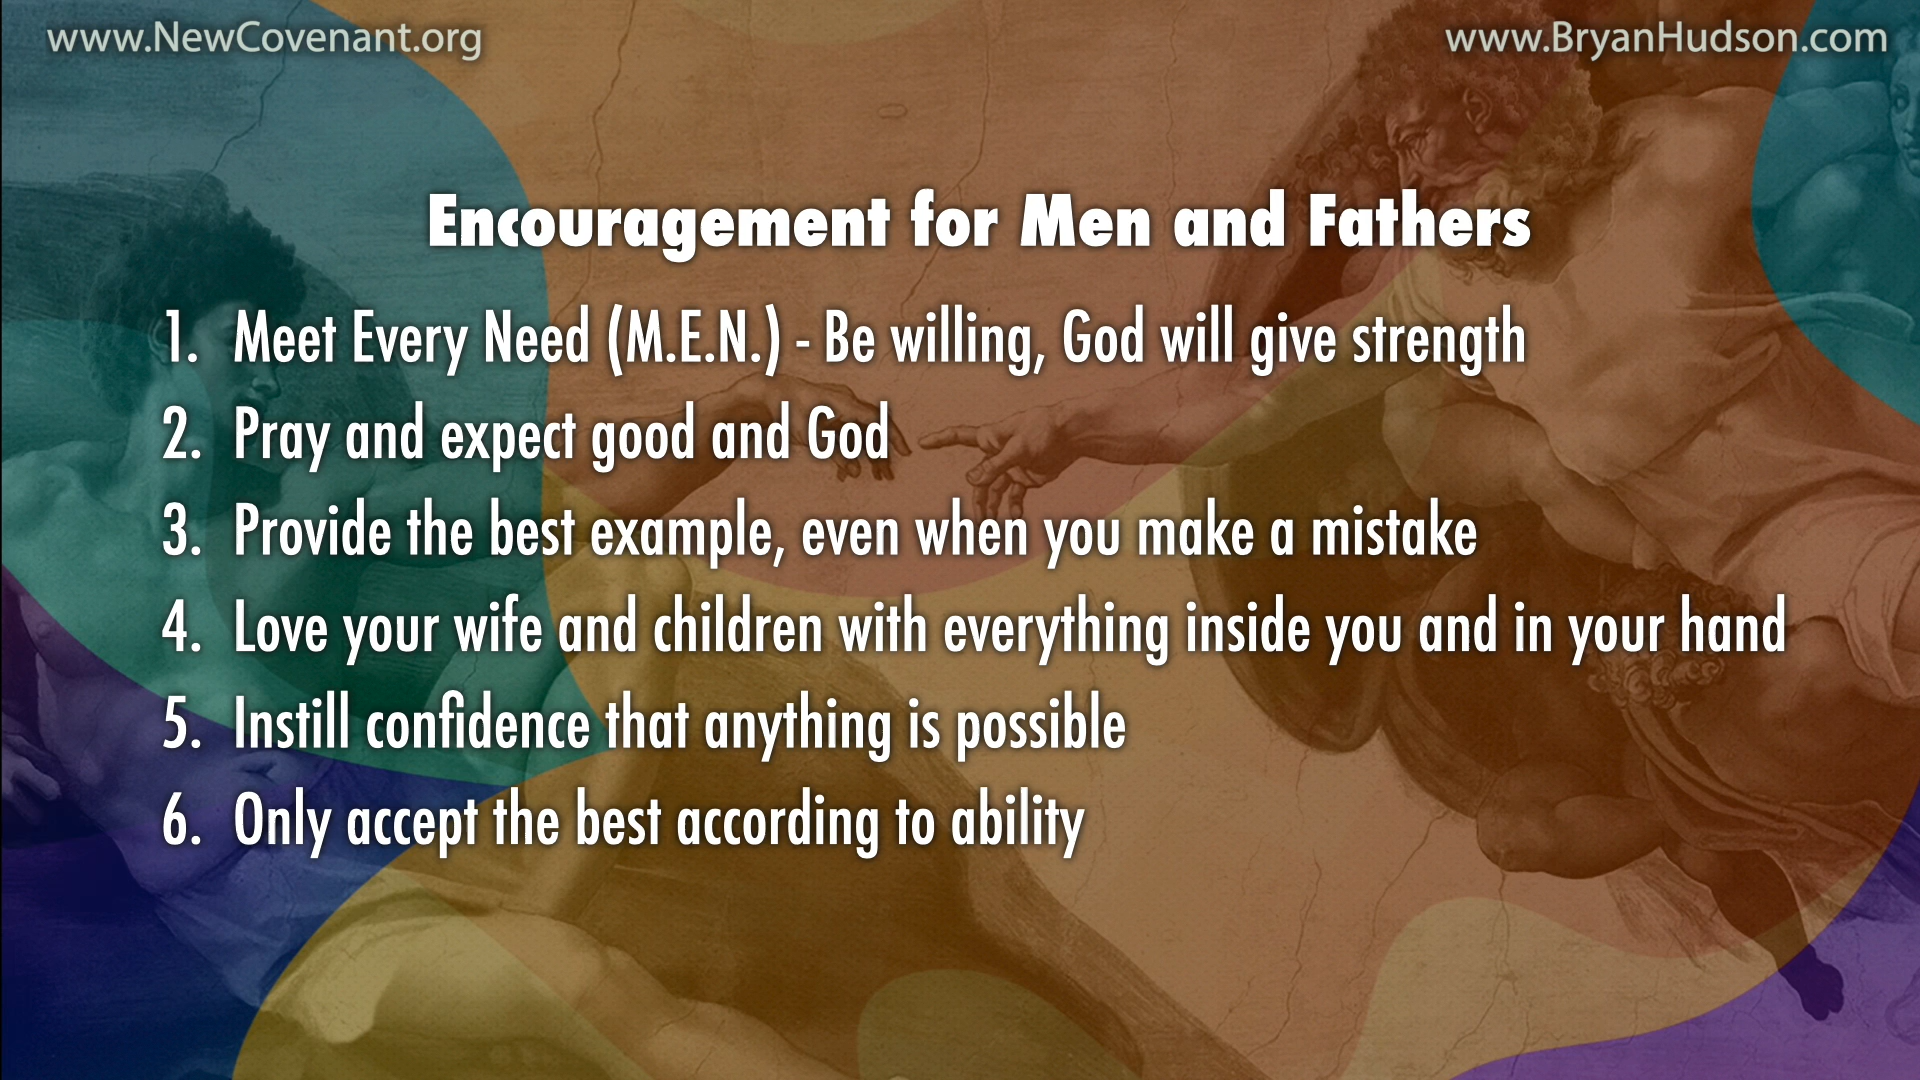 www.NewCovenant.org
www.BryanHudson.com
Encouragement for Men and Fathers
1. Meet Every Need (M.E.N.) - Be willing, God will give strength
2. Pray and expect good and God
3. Provide the best example, even when you make a mistake
4. Love your wife and children with everything inside you and in your hand
5. Instill confidence that anything is possible
6. Only accept the best according to ability